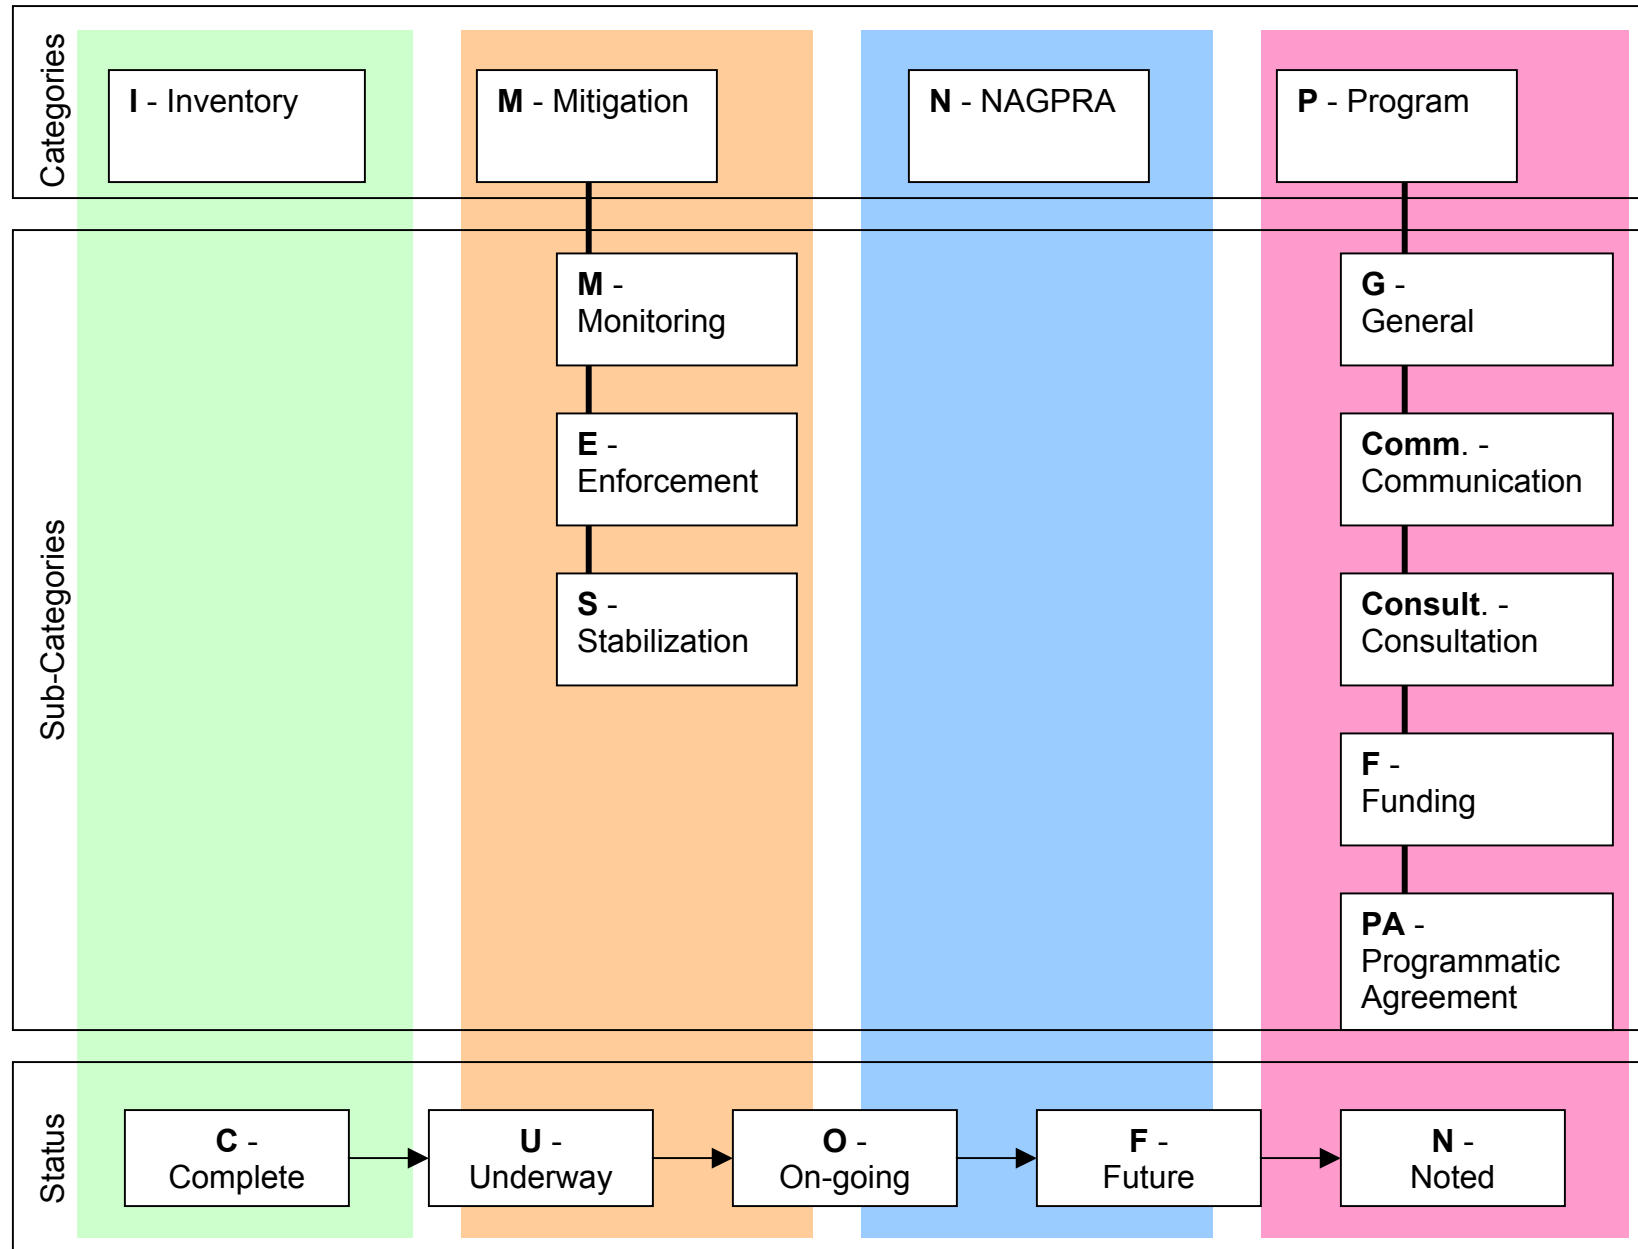 Categories
I - Inventory
M - Mitigation
N - NAGPRA
P - Program
Sub-Categories
M -
Monitoring
E -
Enforcement
S -
Stabilization
G -
General
Comm. -
Communication
Consult. -
Consultation
F -
Funding
PA -
Programmatic
Agreement
Status
C -
Complete
U -
Underway
O -
On-going
F -
Future
N -
Noted